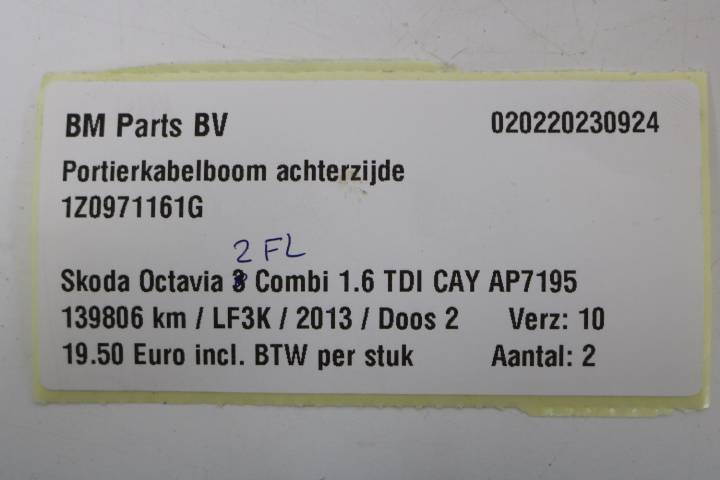 BM Parts BV 020220230924
Portierkabelboom achterzijde
1Z0971161G
2 FL
Skoda Octavia 3 Combi 1.6 TDI CAY AP7195
139806 km / LF3K / 2013 / Doos 2 Verz: 10
19.50 Euro incl. BTW per stuk Aantal: 2